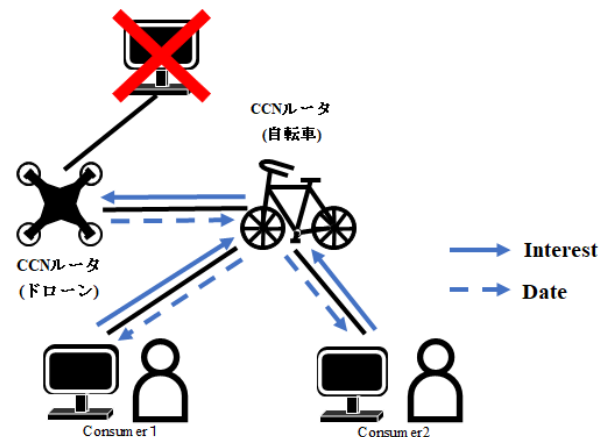 CCNルータ
(自転車)
CCNルータ
(ドローン)
Interest
Date
Consumer1
Consumer2